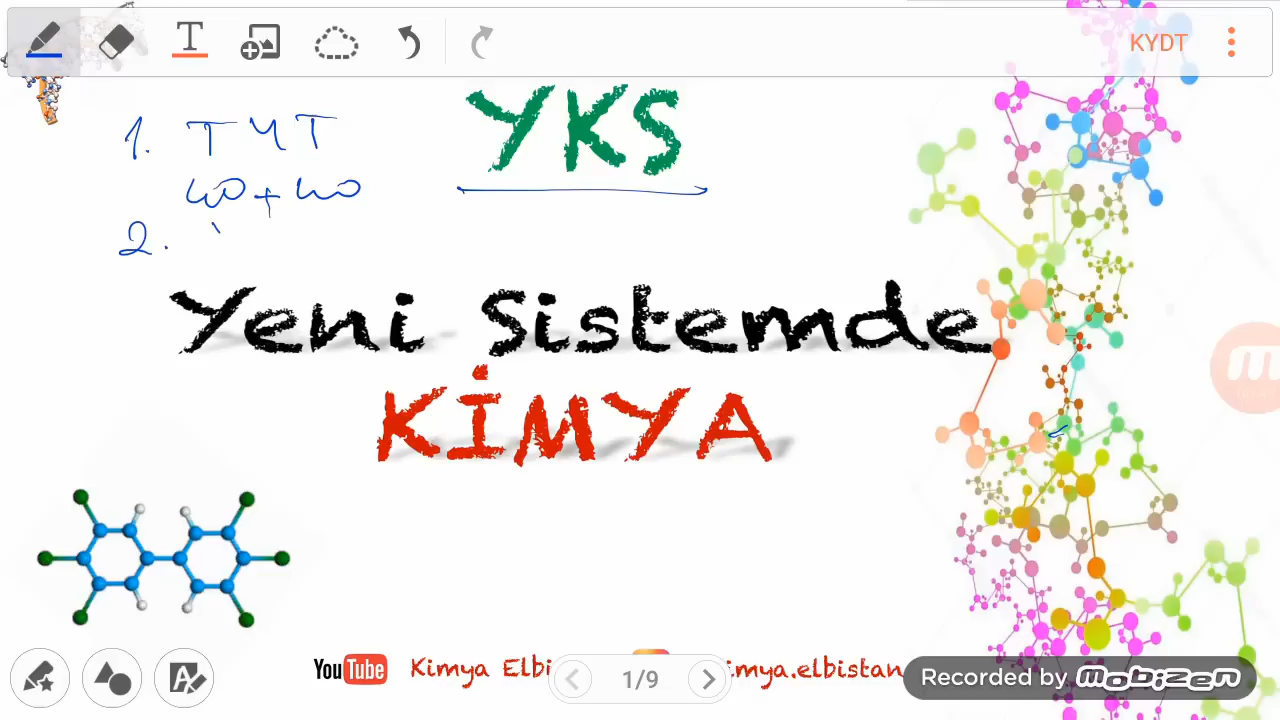 KYDT
YKS
1. TYT
40 + 40
2.
Yeni Sistemde
KİMYA
YouTube Kimya Elbi
imya.elbistan
1/9
Recorded by mobizen